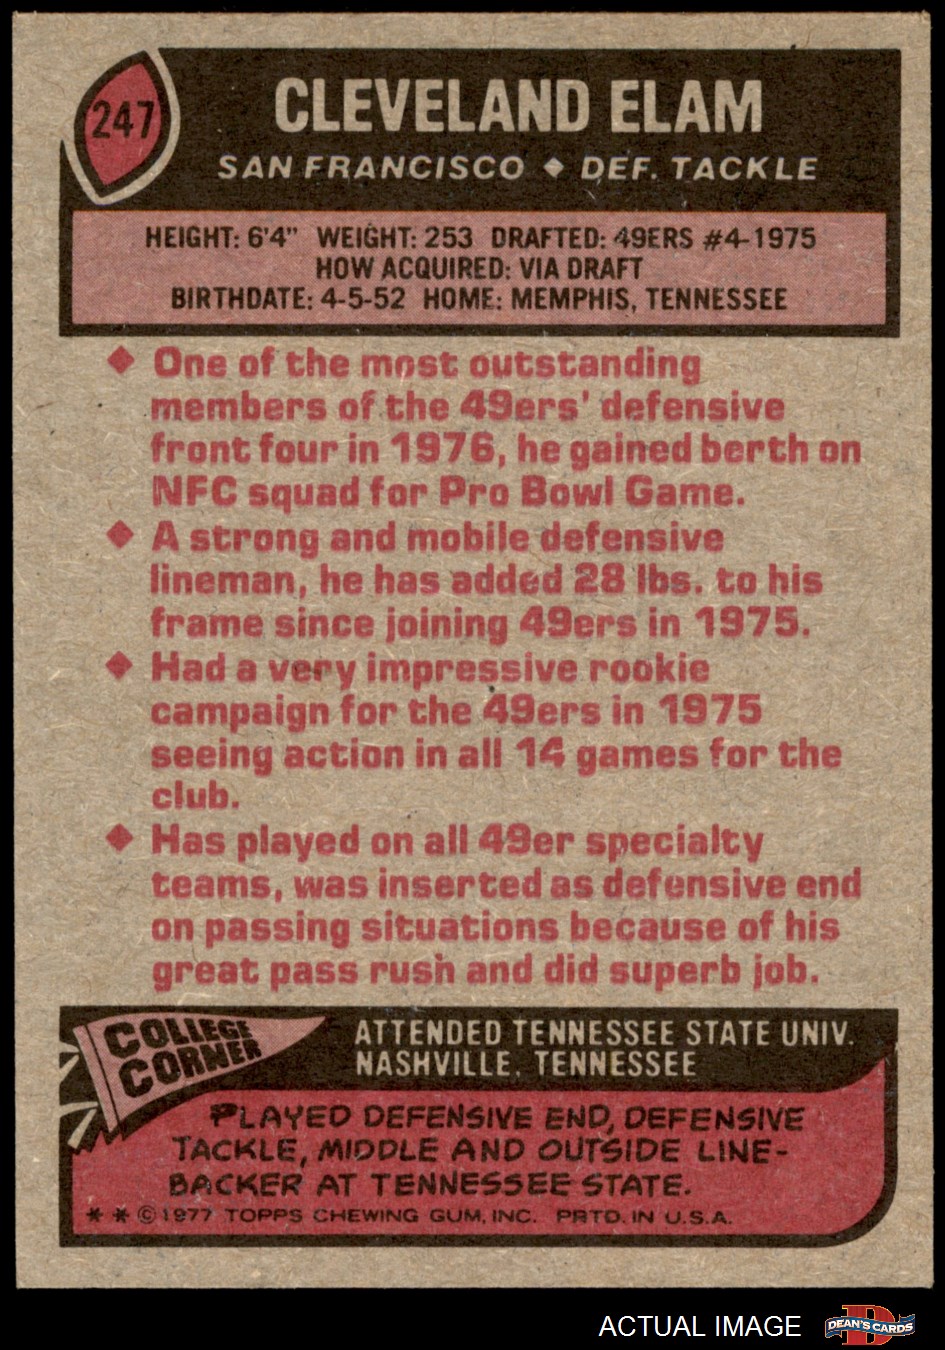 247
CLEVELAND ELAM
SAN FRANCISCO ◆ DEF. TACKLE
HEIGHT: 6'4" WEIGHT: 253 DRAFTED: 49ERS #4-1975
HOW ACQUIRED: VIA DRAFT
BIRTHDATE: 4-5-52 HOME: MEMPHIS, TENNESSEE
◆ One of the most outstanding
members of the 49ers' defensive
front four in 1976, he gained berth on
NFC squad for Pro Bowl Game.
◆ A strong and mobile defensive
lineman, he has added 28 lbs. to his
frame since joining 49ers in 1975.
◆ Had a very impressive rookie
campaign for the 49ers in 1975
seeing action in all 14 games for the
club.
◆ Has played on all 49er specialty
teams, was inserted as defensive end
on passing situations because of his
great pass rush and did superb job.
COLLEGE
CORNER
ATTENDED TENNESSEE STATE UNIV.
NASHVILLE, TENNESSEE
PLAYED DEFENSIVE END, DEFENSIVE
TACKLE, MIDDLE AND OUTSIDE LINE-
BACKER AT TENNESSEE STATE.
* * © 1977 TOPPS CHEWING GUM, INC. PRTD. IN U.S.A.
ACTUAL IMAGE
D
DEAN'S CARDS